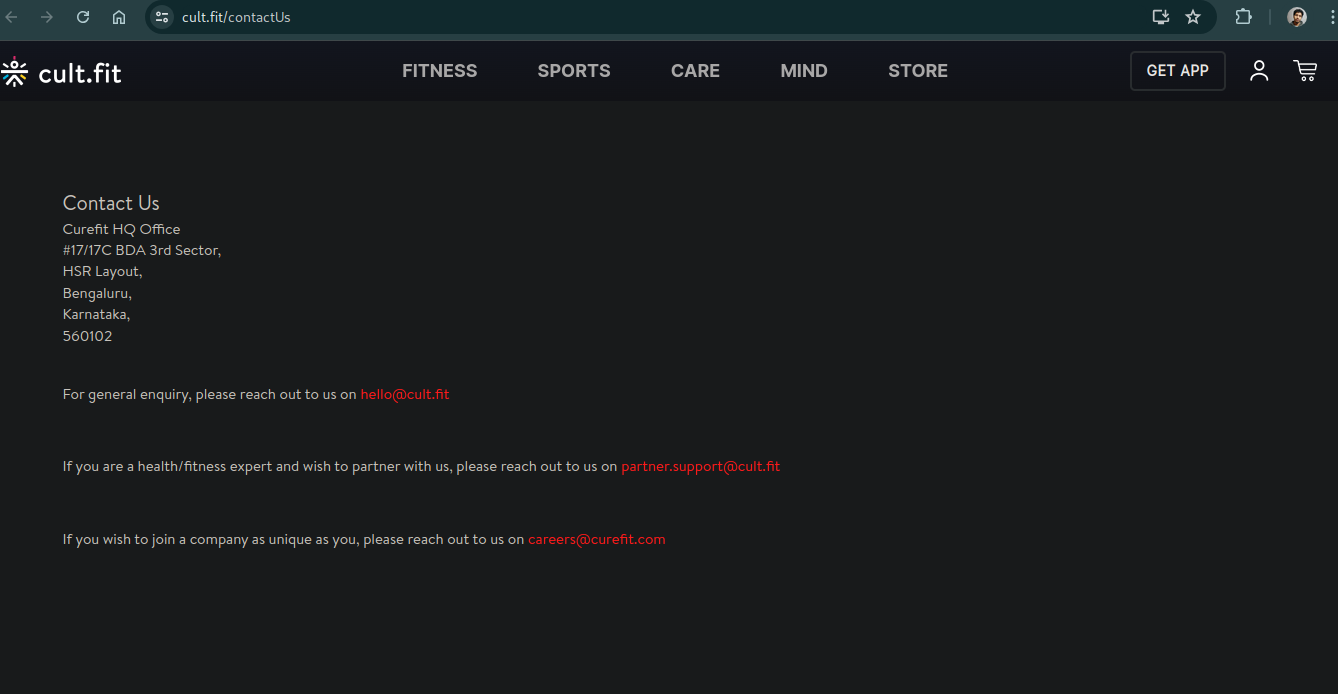 cult.fit/contactUs
cult.fit
FITNESS SPORTS CARE MIND STORE
GET APP
Contact Us
Curefit HQ Office
#17/17C BDA 3rd Sector,
HSR Layout,
Bengaluru,
Karnataka,
560102
For general enquiry, please reach out to us on hello@cult.fit
If you are a health/fitness expert and wish to partner with us, please reach out to us on partner.support@cult.fit
If you wish to join a company as unique as you, please reach out to us on careers@curefit.com